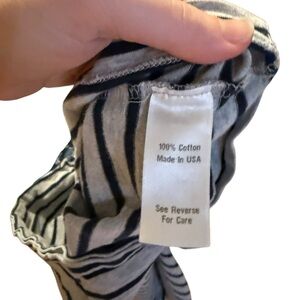 100% Cotton
Made In USA
See Reverse
For Care